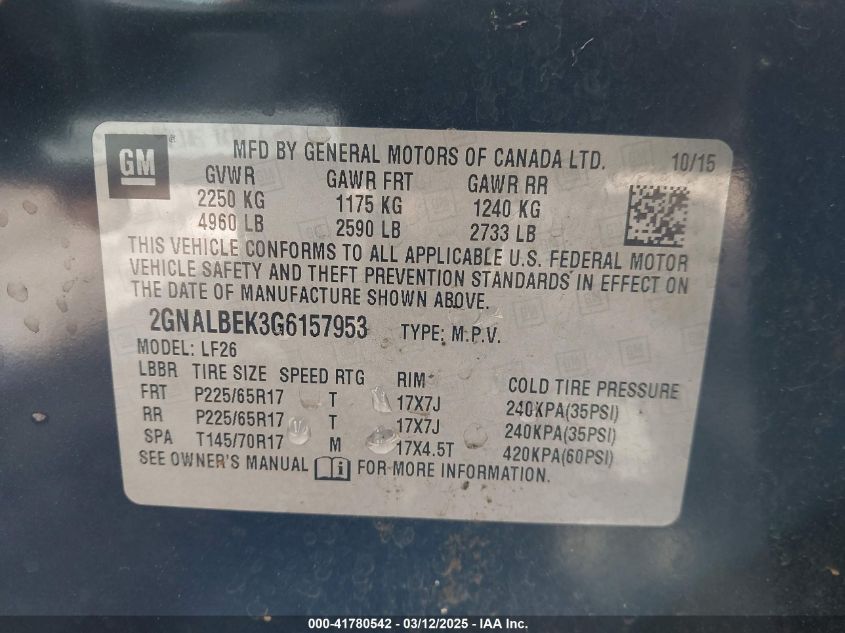 GM
MFD BY GENERAL MOTORS OF CANADA LTD. 10/15
GVWR GAWR FRT GAWR RR
2250 KG 1175 KG 1240 KG
4960 LB 2590 LB 2733 LB
THIS VEHICLE CONFORMS TO ALL APPLICABLE U.S. FEDERAL MOTOR
VEHICLE SAFETY AND THEFT PREVENTION STANDARDS IN EFFECT ON
THE DATE OF MANUFACTURE SHOWN ABOVE.
2GNALBEK3G6157953 TYPE: M.P.V.
MODEL: LF26
LBBR TIRE SIZE SPEED RTG RIM COLD TIRE PRESSURE
FRT P225/65R17 T 17X7J 240KPA(35PSI)
RR P225/65R17 T 17X7J 240KPA(35PSI)
SPA T145/70R17 M 17X4.5T 420KPA(60PSI)
SEE OWNER'S MANUAL FOR MORE INFORMATION.
000-41780542 - 03/12/2025 - IAA Inc.